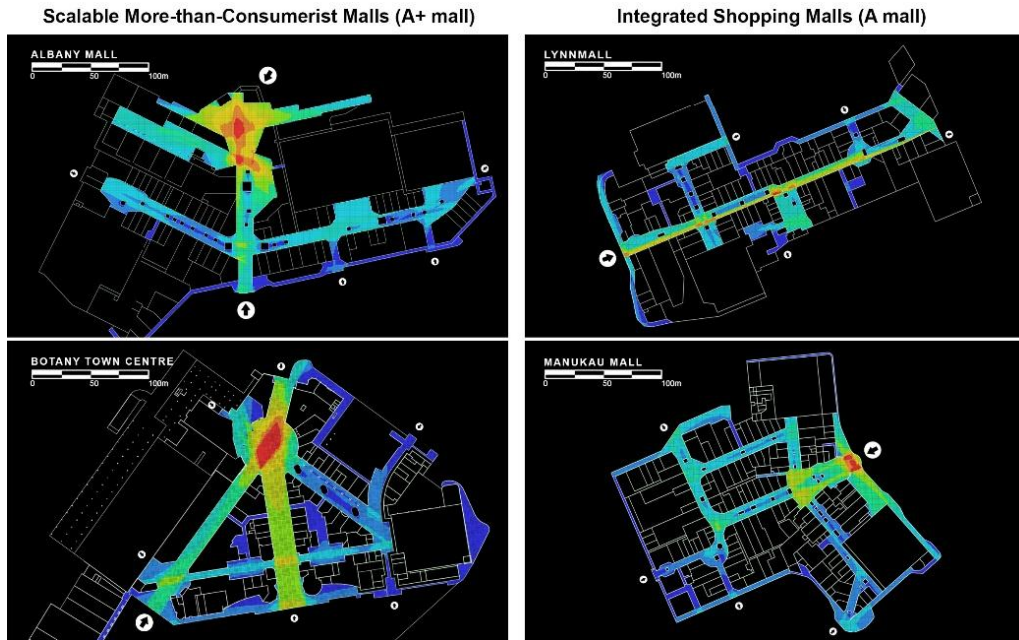 Scalable More-than-Consumerist Malls (A+ mall)
Integrated Shopping Malls (A mall)
ALBANY MALL
0 50 100m
LYNNMALL
0 50 100m
BOTANY TOWN CENTRE
0 50 100m
MANUKAU MALL
0 50 100m